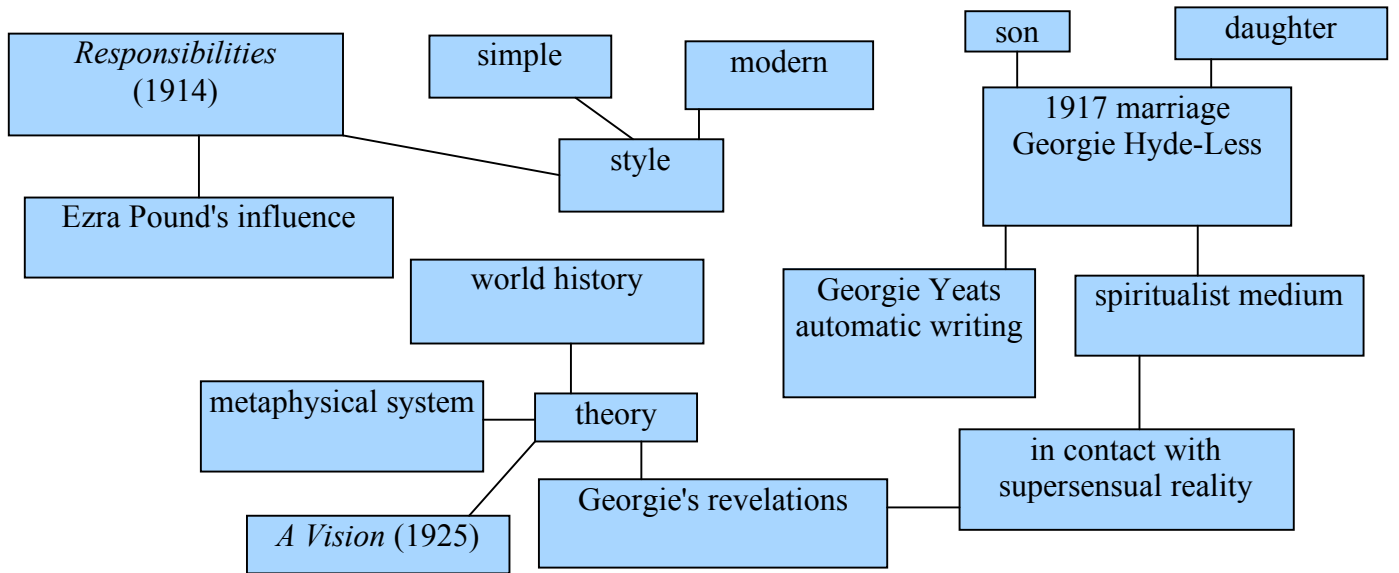 Responsibilities
(1914)
simple
modern
style
Ezra Pound's influence
son
daughter
1917 marriage
Georgie Hyde-Less
world history
Georgie Yeats
automatic writing
spiritualist medium
metaphysical system
theory
in contact with
supersensual reality
Georgie's revelations
A Vision (1925)